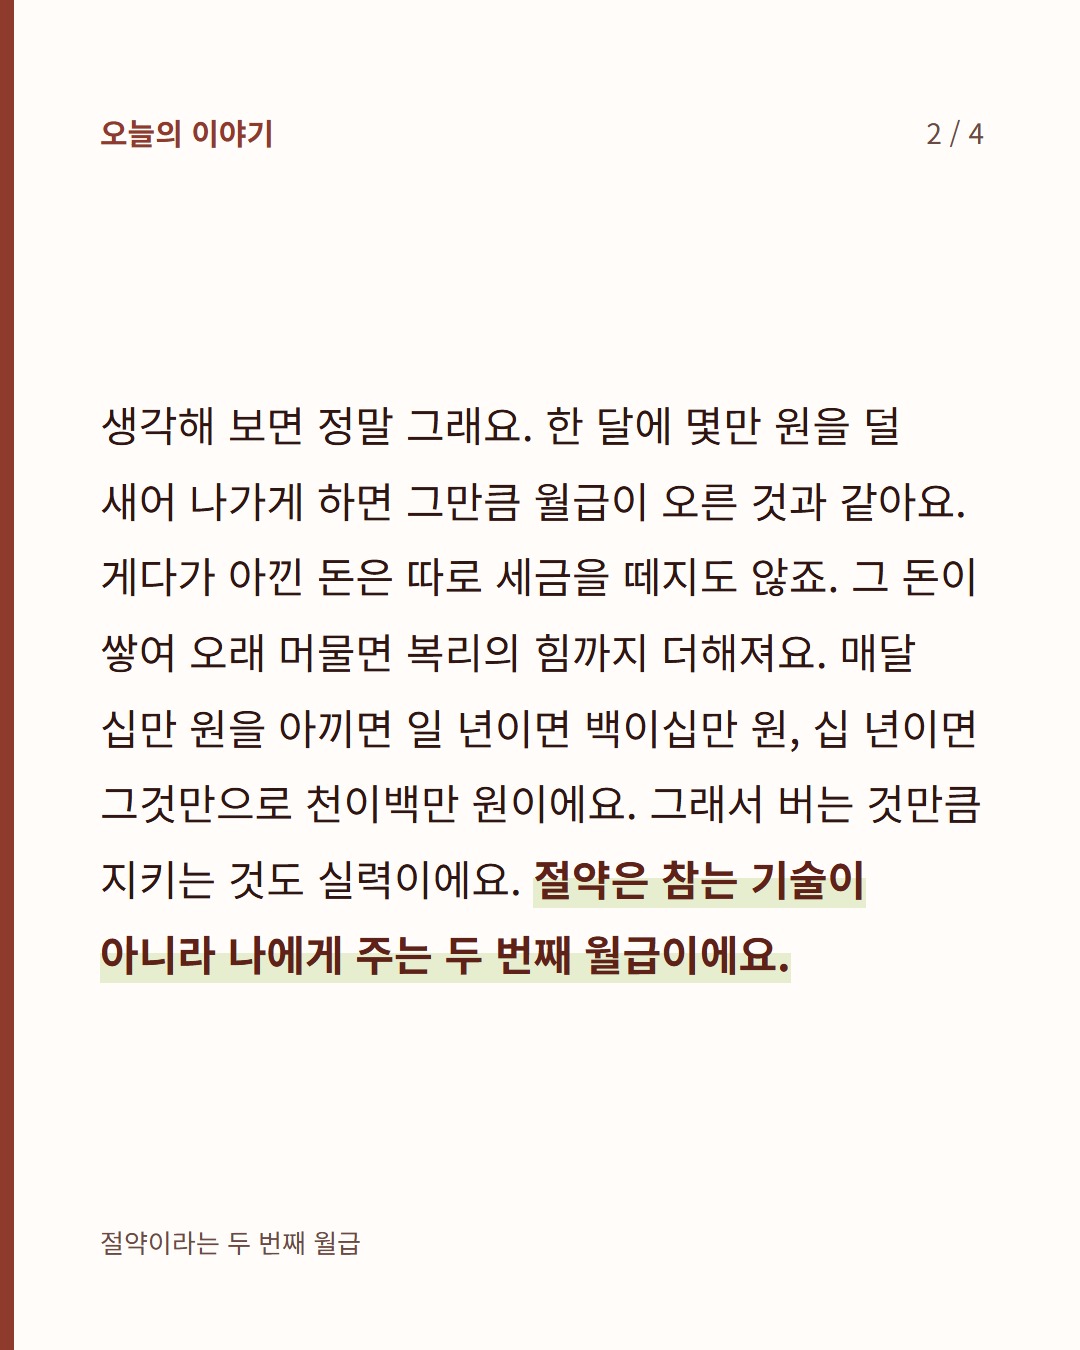 오늘의 이야기
2 / 4
생각해 보면 정말 그래요. 한 달에 몇만 원을 덜
새어 나가게 하면 그만큼 월급이 오른 것과 같아요.
게다가 아낀 돈은 따로 세금을 떼지도 않죠. 그 돈이
쌓여 오래 머물면 복리의 힘까지 더해져요. 매달
십만 원을 아끼면 일 년이면 백이십만 원, 십 년이면
그것만으로 천이백만 원이에요. 그래서 버는 것만큼
지키는 것도 실력이에요. 절약은 참는 기술이
아니라 나에게 주는 두 번째 월급이에요.
절약이라는 두 번째 월급